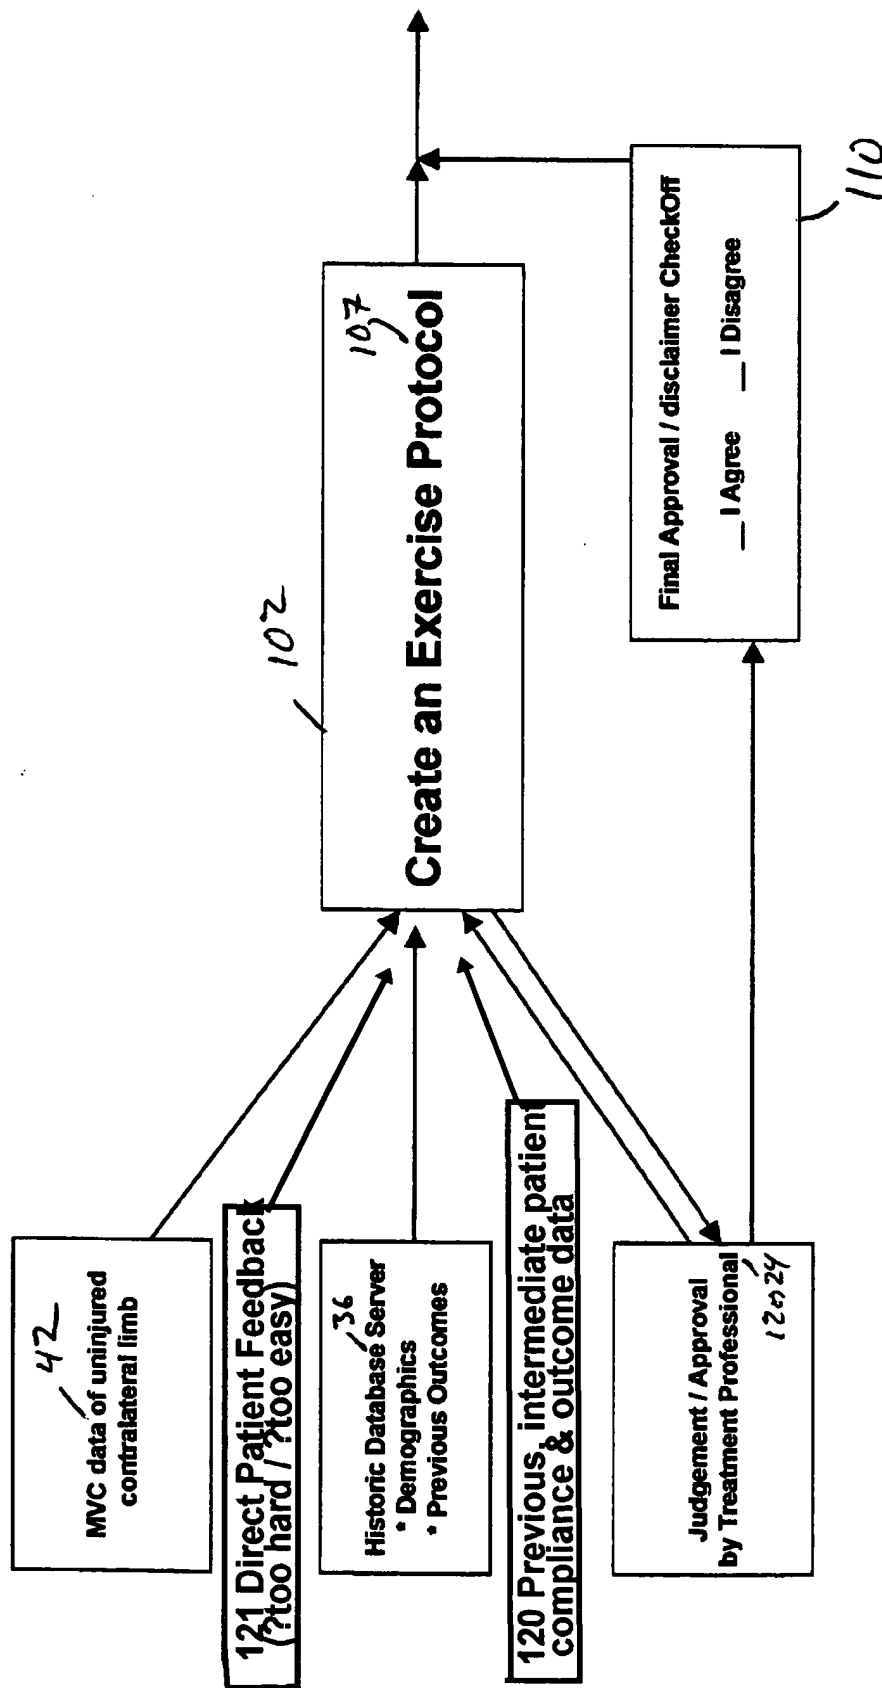 42
MVC data of uninjured
contralateral limb
121 Direct Patient Feedback
(?too hard / ?too easy)
36
Historic Database Server
* Demographics
* Previous Outcomes
120 Previous, intermediate patient
compliance & outcome data
Judgement / Approval
by Treatment Professional
102
107
Create an Exercise Protocol
Final Approval / disclaimer CheckOff
__ I Agree __ I Disagree
110